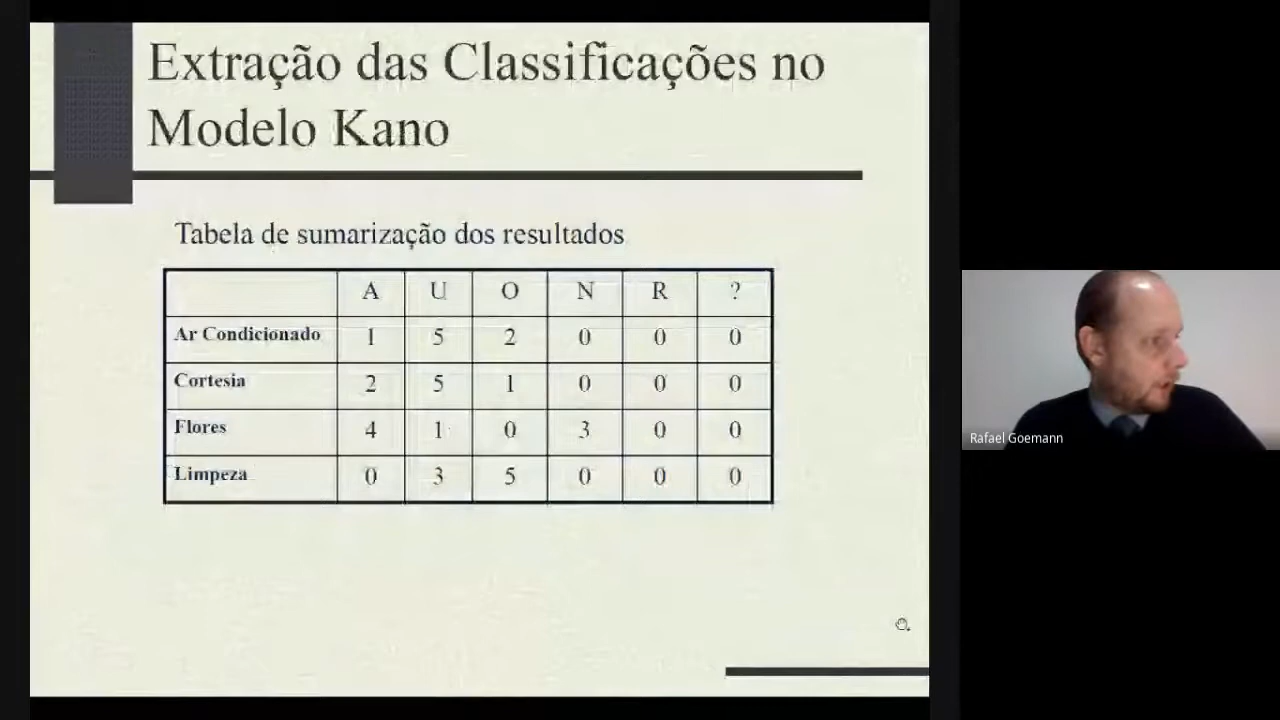 Extração das Classificações no
Modelo Kano
Tabela de sumarização dos resultados
A U O N R ?
Ar Condicionado 1 5 2 0 0 0
Cortesia 2 5 1 0 0 0
Flores 4 1 0 3 0 0
Limpeza 0 3 5 0 0 0
Rafael Goemann